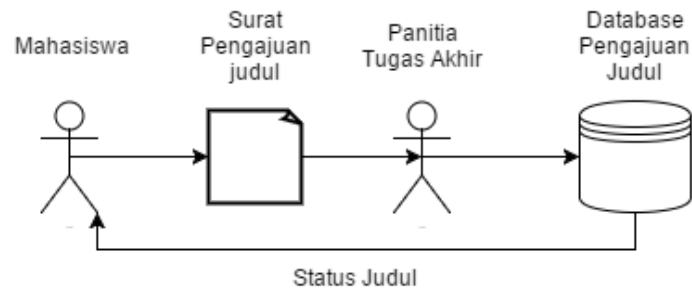 Mahasiswa
Surat
Pengajuan
judul
Panitia
Tugas Akhir
Database
Pengajuan
Judul
Status Judul